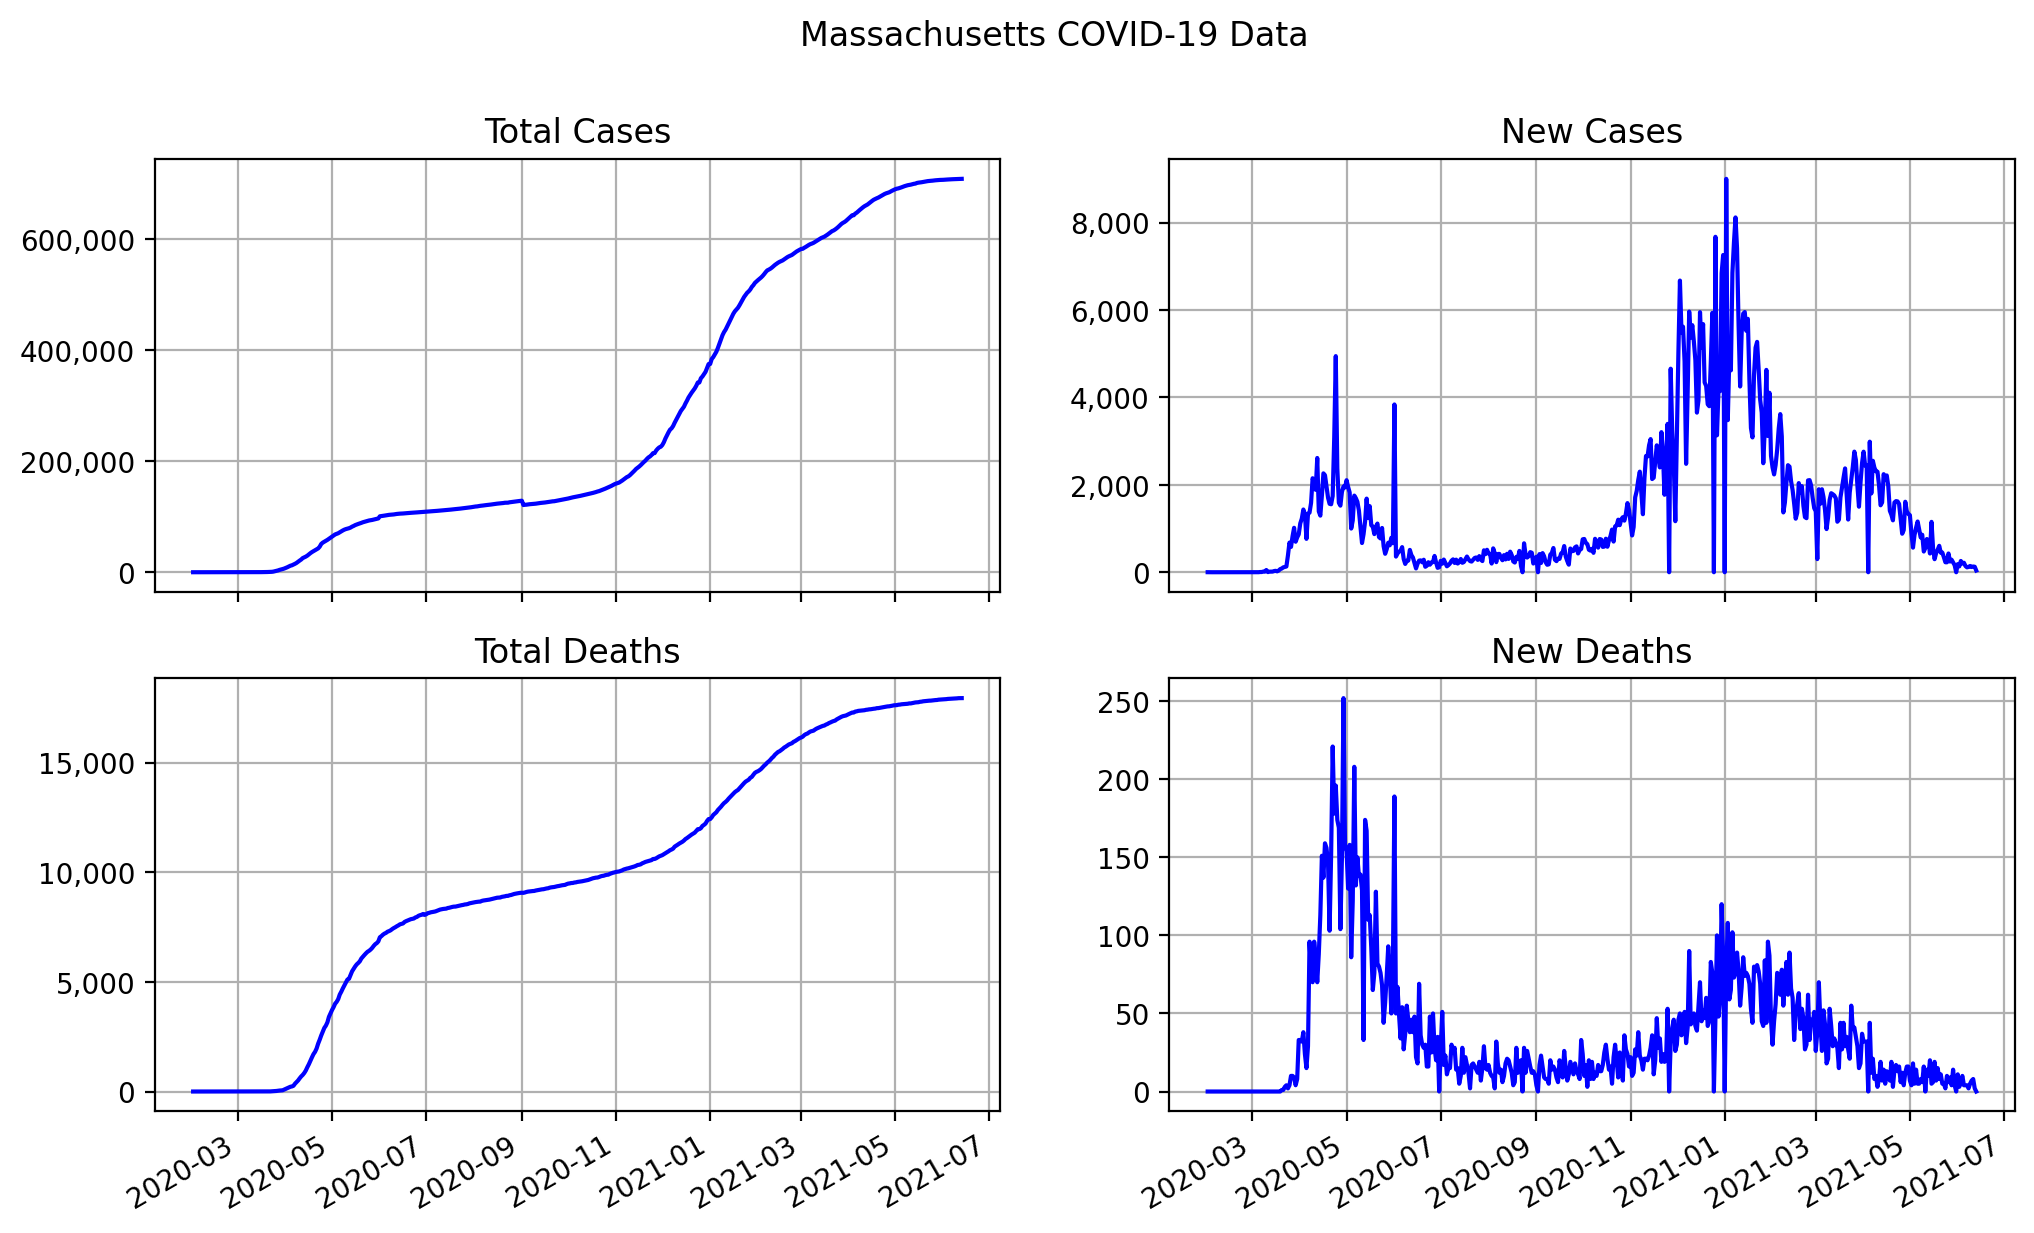 Massachusetts COVID-19 Data
Total Cases
New Cases
600,000
400,000
200,000
0
8,000
6,000
4,000
2,000
0
Total Deaths
New Deaths
15,000
10,000
5,000
0
250
200
150
100
50
0
2020-03 2020-05 2020-07 2020-09 2020-11 2021-01 2021-03 2021-05 2021-07
2020-03 2020-05 2020-07 2020-09 2020-11 2021-01 2021-03 2021-05 2021-07